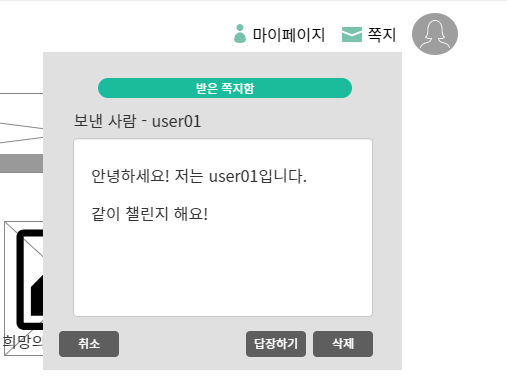 마이페이지 쪽지
받은 쪽지함
보낸 사람 - user01
안녕하세요! 저는 user01입니다.
같이 챌린지 해요!
희망의
취소 답장하기 삭제